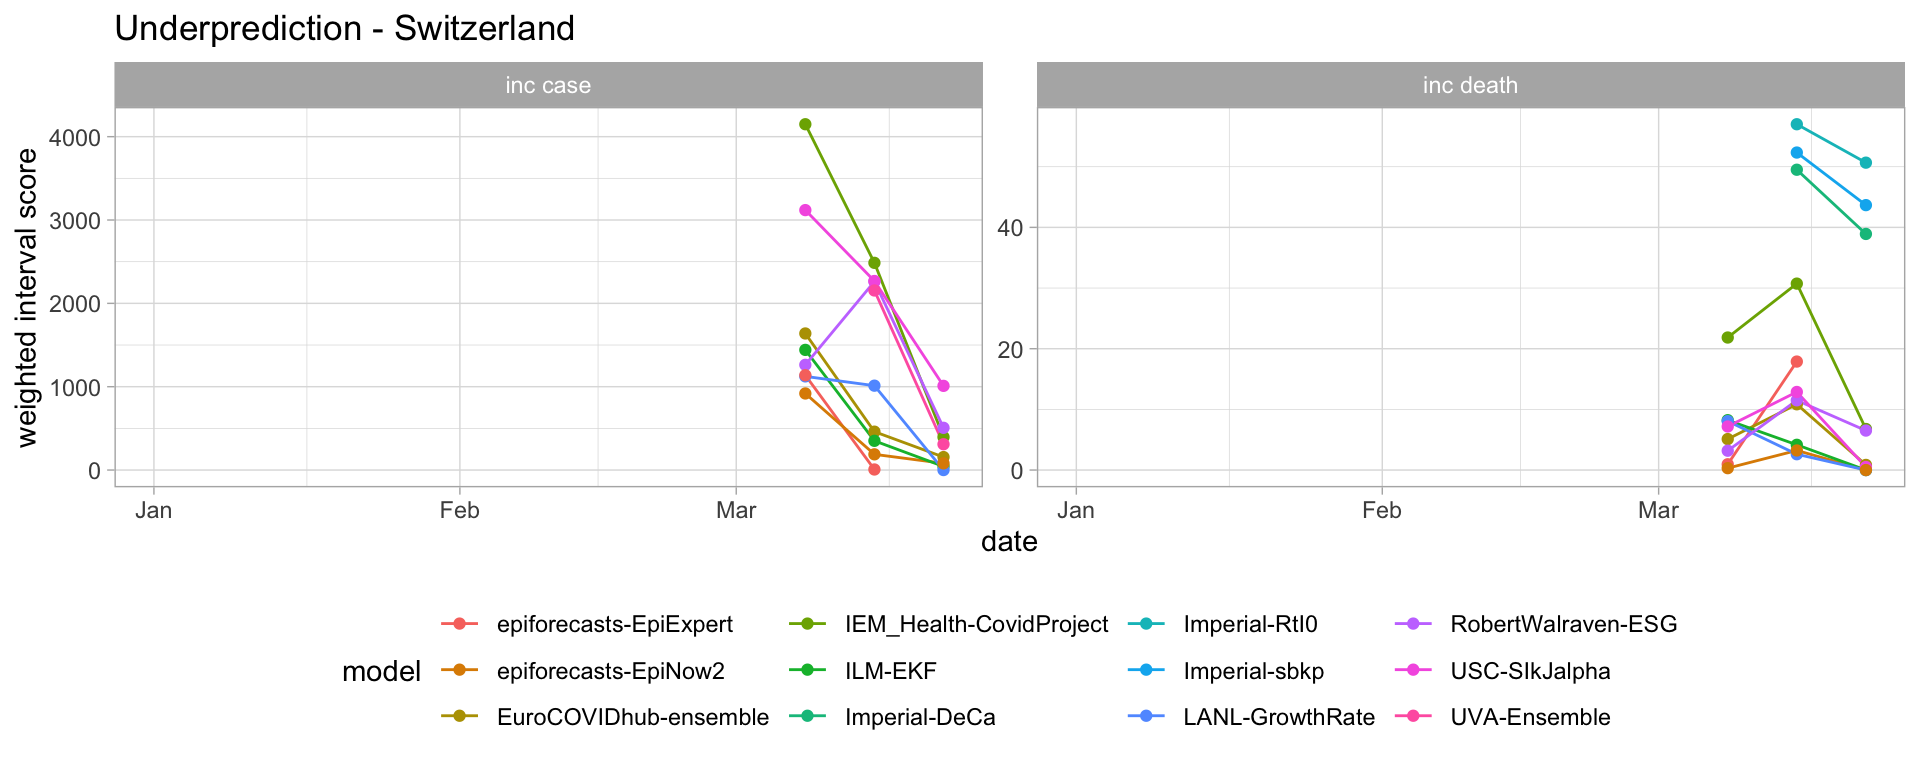 Underprediction - Switzerland
inc case
inc death
weighted interval score
4000
3000
2000
1000
0
40
20
0
Jan
Feb
Mar
Jan
Feb
Mar
date
model
epiforecasts-EpiExpert
epiforecasts-EpiNow2
EuroCOVIDhub-ensemble
IEM_Health-CovidProject
ILM-EKF
Imperial-DeCa
Imperial-RtI0
Imperial-sbkp
LANL-GrowthRate
RobertWalraven-ESG
USC-SIkJalpha
UVA-Ensemble